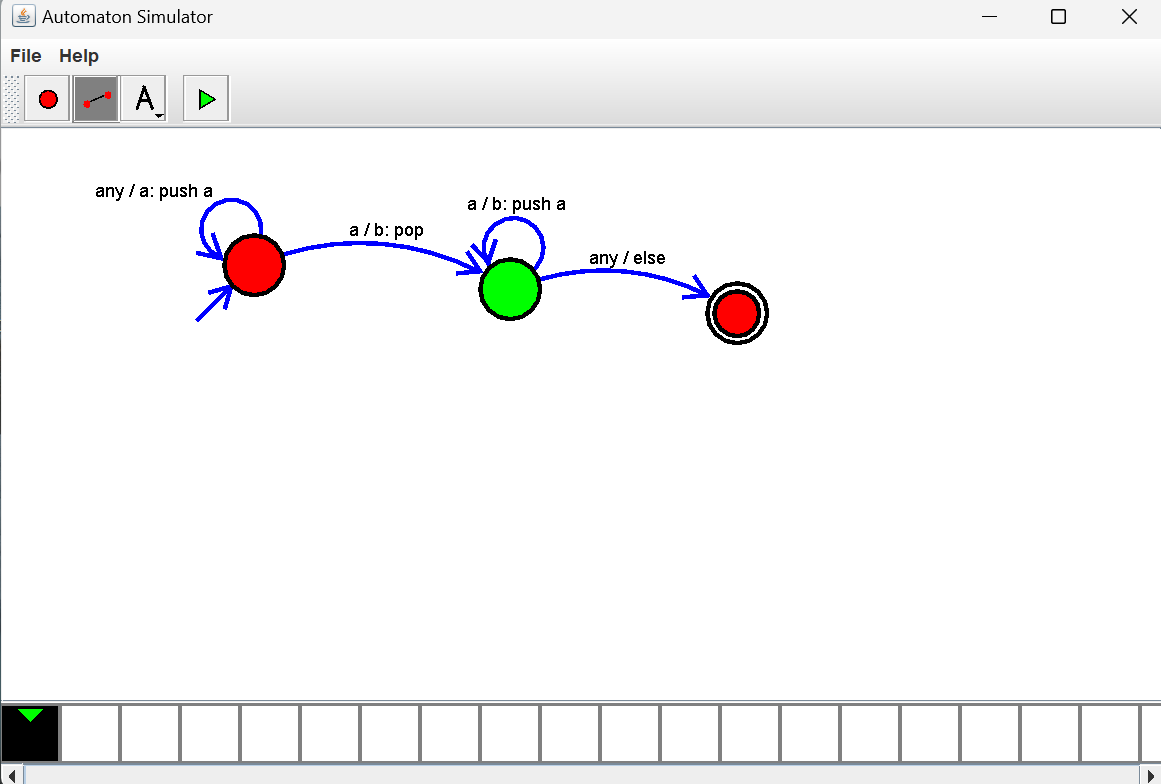 Automaton Simulator
File Help
A
any / a: push a
a / b: push a
a / b: pop
any / else